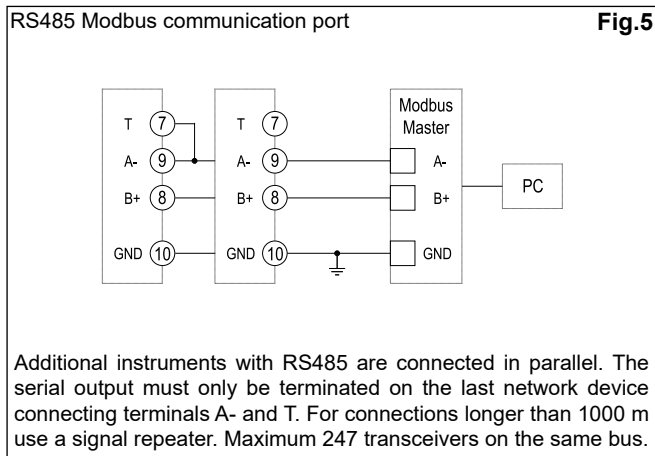 RS485 Modbus communication port Fig.5
T 7 T 7 Modbus
Master
A- 9 A- 9 A-
B+ 8 B+ 8 B+ PC
GND 10 GND 10 GND
Additional instruments with RS485 are connected in parallel. The
serial output must only be terminated on the last network device
connecting terminals A- and T. For connections longer than 1000 m
use a signal repeater. Maximum 247 transceivers on the same bus.